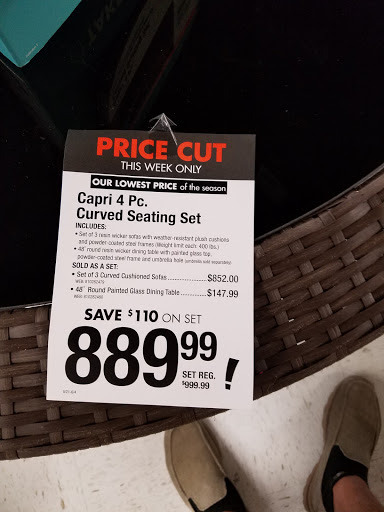 PRICE CUT
THIS WEEK ONLY
OUR LOWEST PRICE of the season
Capri 4 Pc.
Curved Seating Set
INCLUDES:
• Set of 3 resin wicker sofas with weather-resistant plush cushions
and powder-coated steel frames (Weight limit each: 400 lbs.)
• 48" round resin wicker dining table with painted glass top,
powder-coated steel frame and umbrella hole (umbrella sold separately)
SOLD AS A SET:
• Set of 3 Curved Cushioned Sofas ............... $852.00
• 48" Round Painted Glass Dining Table ........ $147.99
SAVE $110 ON SET
889.99!
SET REG.
$999.99